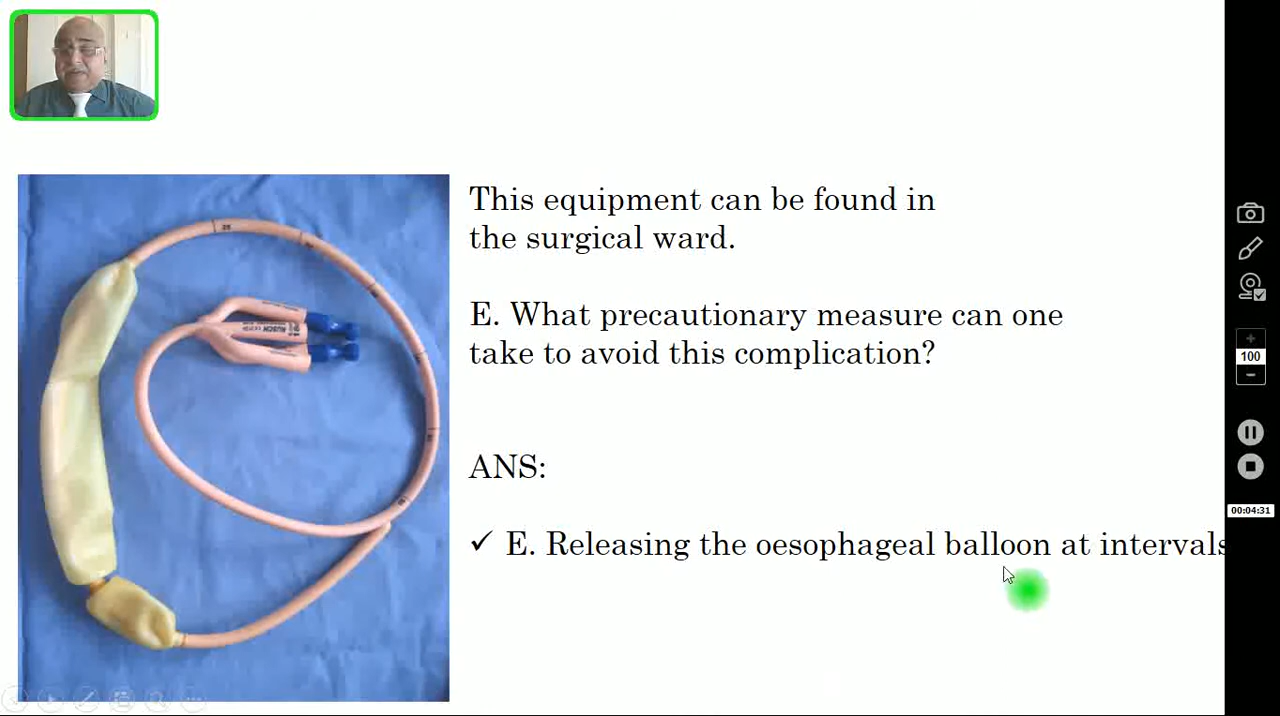 This equipment can be found in
the surgical ward.
E. What precautionary measure can one
take to avoid this complication?
ANS:
✓ E. Releasing the oesophageal balloon at intervals
100
00:04:31
RUSCH